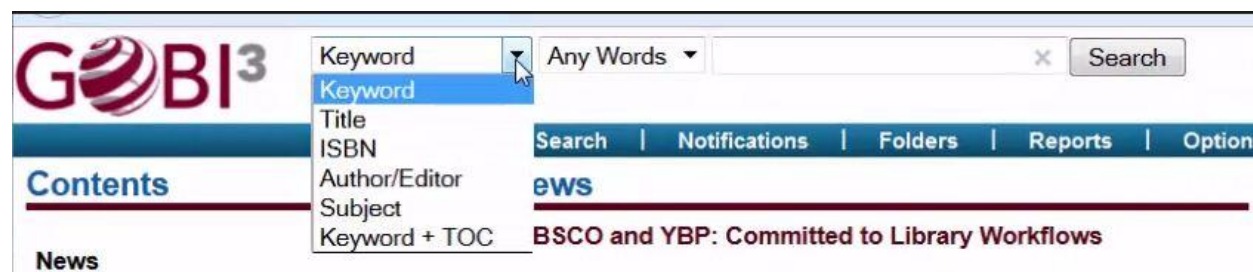 GOBI3 Keyword Any Words × Search
Keyword
Title
ISBN
Author/Editor
Subject
Keyword + TOC
Search | Notifications | Folders | Reports | Option
Contents
ews
BSCO and YBP: Committed to Library Workflows
News